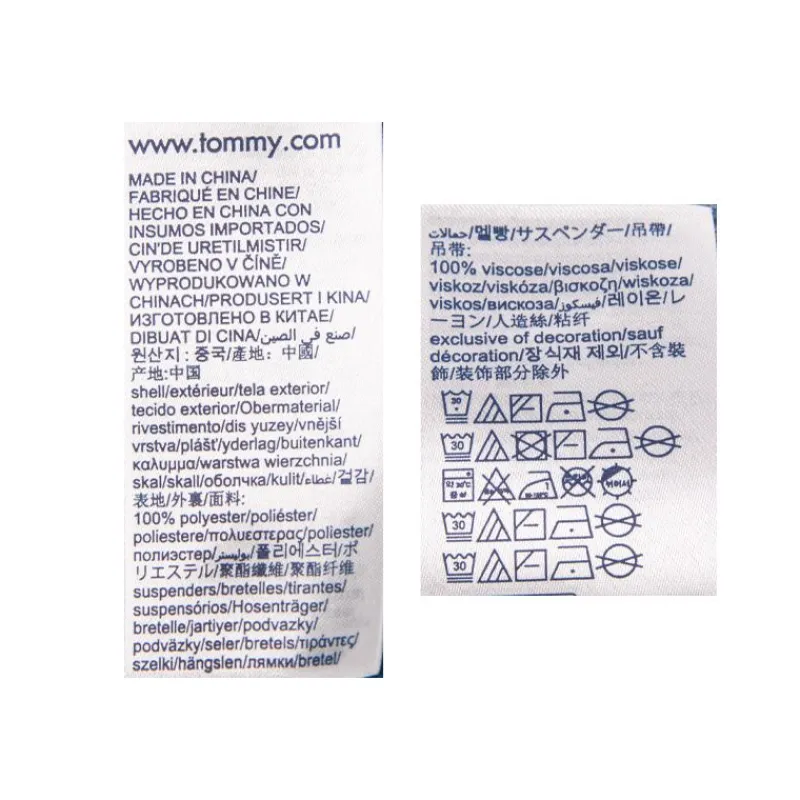 www.tommy.com
MADE IN CHINA/
FABRIQUÉ EN CHINE/
HECHO EN CHINA CON
INSUMOS IMPORTADOS/
CIN'DE URETILMISTIR/
VYROBENO V ČÍNĚ/
WYPRODUKOWANO W
CHINACH/PRODUSERT I KINA/
ИЗГОТОВЛЕНО В КИТАЕ/
DIBUAT DI CINA/صنع في الصين/
원산지 : 중국/產地: 中國/
产地:中国
shell/extérieur/tela exterior/
tecido exterior/Obermaterial/
rivestimento/dis yuzey/vnější
vrstva/plášť/yderlag/buitenkant/
καλυμμα/warstwa wierzchnia/
skal/skall/оболчка/kulit/غطاء/겉감/
表地/外裏/面料:
100% polyester/poliéster/
poliestere/πολυεστερας/poliester/
полиэстер/بوليستر/폴리에스터/ポ
リエステル/聚酯纖維/聚酯纤维
suspenders/bretelles/tirantes/
suspensórios/Hosenträger/
bretelle/jartiyer/podvazky/
podväzky/seler/bretels/τιράντες/
szelki/hängslen/лямки/bretel/
حمالات/멜빵/サスペンダー/吊帶/
吊带:
100% viscose/viscosa/viskose/
viskoz/viskóza/βισκοζη/wiskoza/
viskos/вискоза/فيسكوز/레이온/レ
ーヨン/人造絲/粘纤
exclusive of decoration/sauf
décoration/장식재 제외/不含裝
飾/装饰部分除外
30
30
약 30℃
중성
30
30